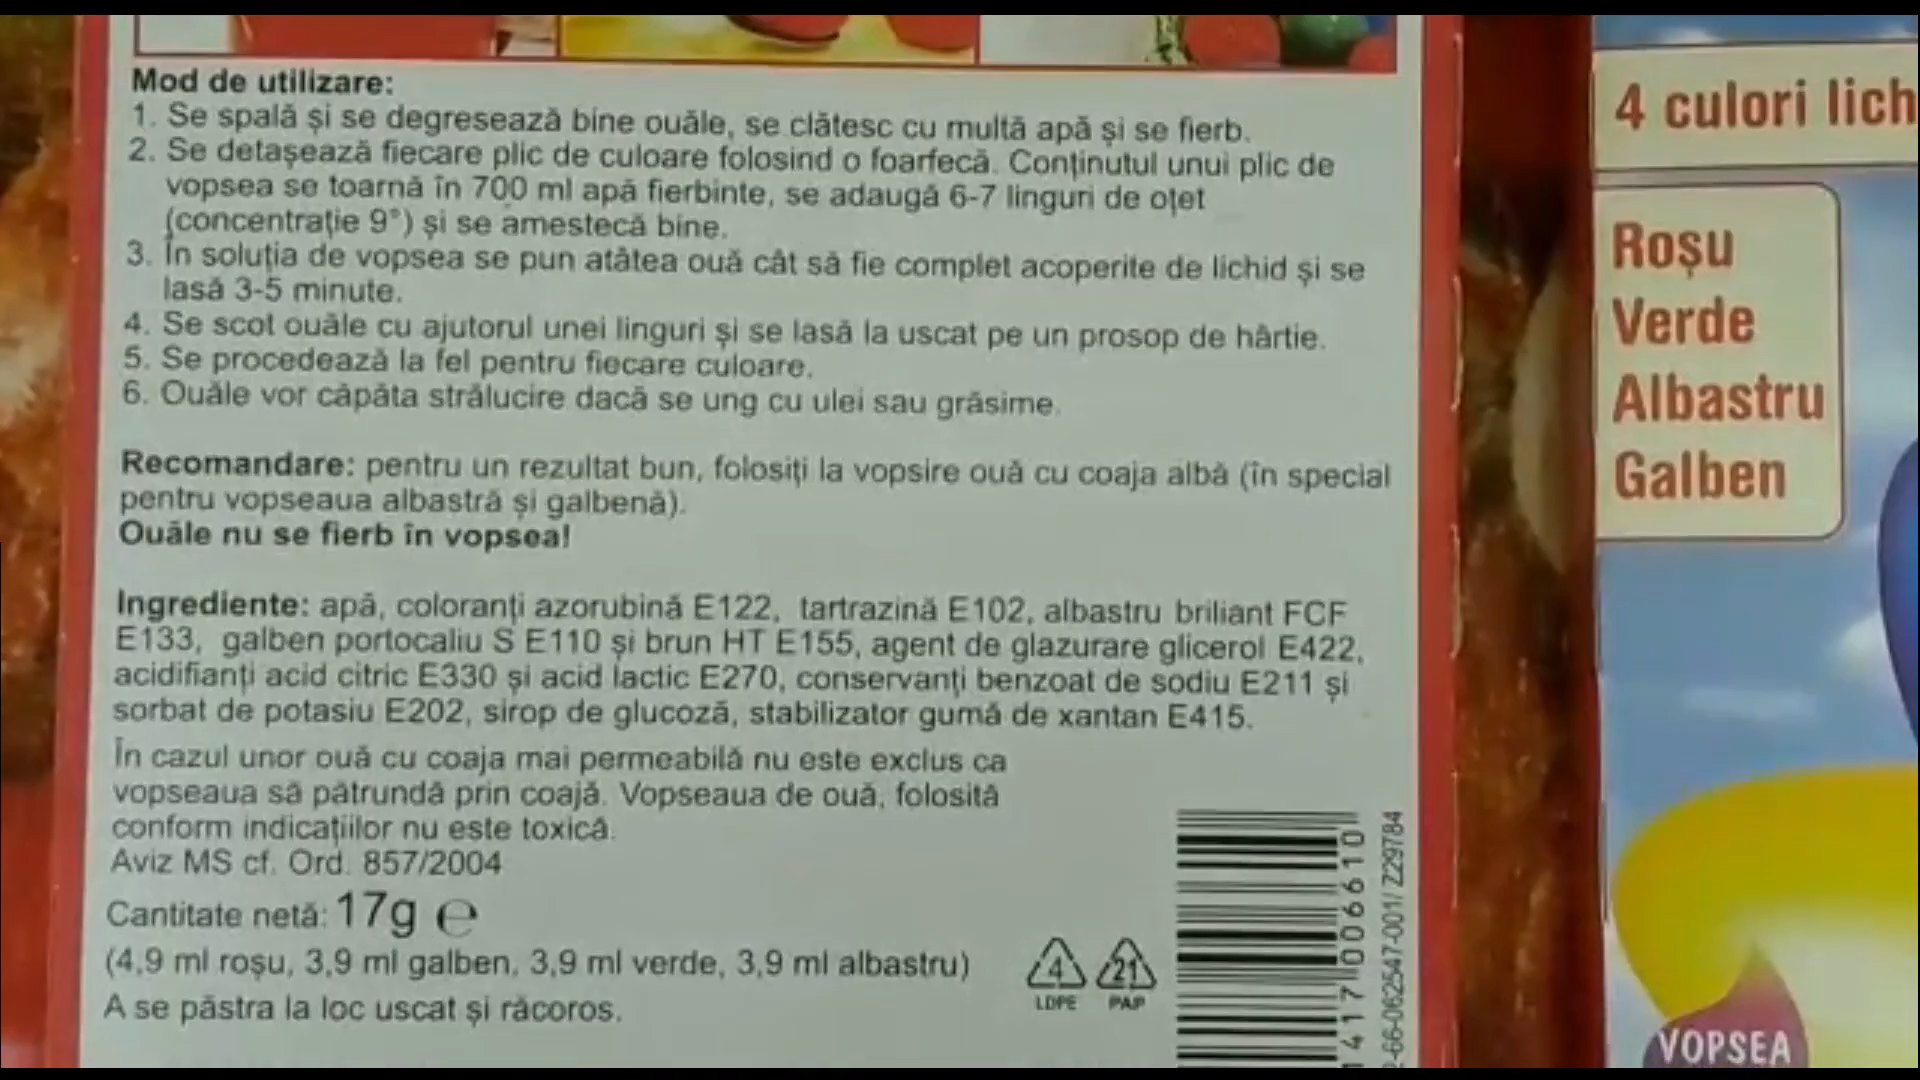 Mod de utilizare:
1. Se spală și se degresează bine ouăle, se clătesc cu multă apă și se fierb.
2. Se detașează fiecare plic de culoare folosind o foarfecă. Conținutul unui plic de
vopsea se toarnă în 700 ml apă fierbinte, se adaugă 6-7 linguri de oțet
(concentrație 9°) și se amestecă bine.
3. În soluția de vopsea se pun atâtea ouă cât să fie complet acoperite de lichid și se
lasă 3-5 minute.
4. Se scot ouăle cu ajutorul unei linguri și se lasă la uscat pe un prosop de hârtie.
5. Se procedează la fel pentru fiecare culoare.
6. Ouăle vor căpăta strălucire dacă se ung cu ulei sau grăsime.
Recomandare: pentru un rezultat bun, folosiți la vopsire ouă cu coaja albă (în special
pentru vopseaua albastră și galbenă).
Ouăle nu se fierb în vopsea!
Ingrediente: apă, coloranți azorubină E122, tartrazină E102, albastru briliant FCF
E133, galben portocaliu S E110 și brun HT E155, agent de glazurare glicerol E422,
acidifianți acid citric E330 și acid lactic E270, conservanți benzoat de sodiu E211 și
sorbat de potasiu E202, sirop de glucoză, stabilizator gumă de xantan E415.
În cazul unor ouă cu coaja mai permeabilă nu este exclus ca
vopseaua să pătrundă prin coajă. Vopseaua de ouă, folosită
conform indicațiilor nu este toxică.
Aviz MS cf. Ord. 857/2004
Cantitate netă: 17g ℮
(4,9 ml roșu, 3,9 ml galben, 3,9 ml verde, 3,9 ml albastru)
A se păstra la loc uscat și răcoros.
4
LDPE
21
PAP
1417006610
-66-062547-001/ Z29784
4 culori lich
Roșu
Verde
Albastru
Galben
VOPSEA